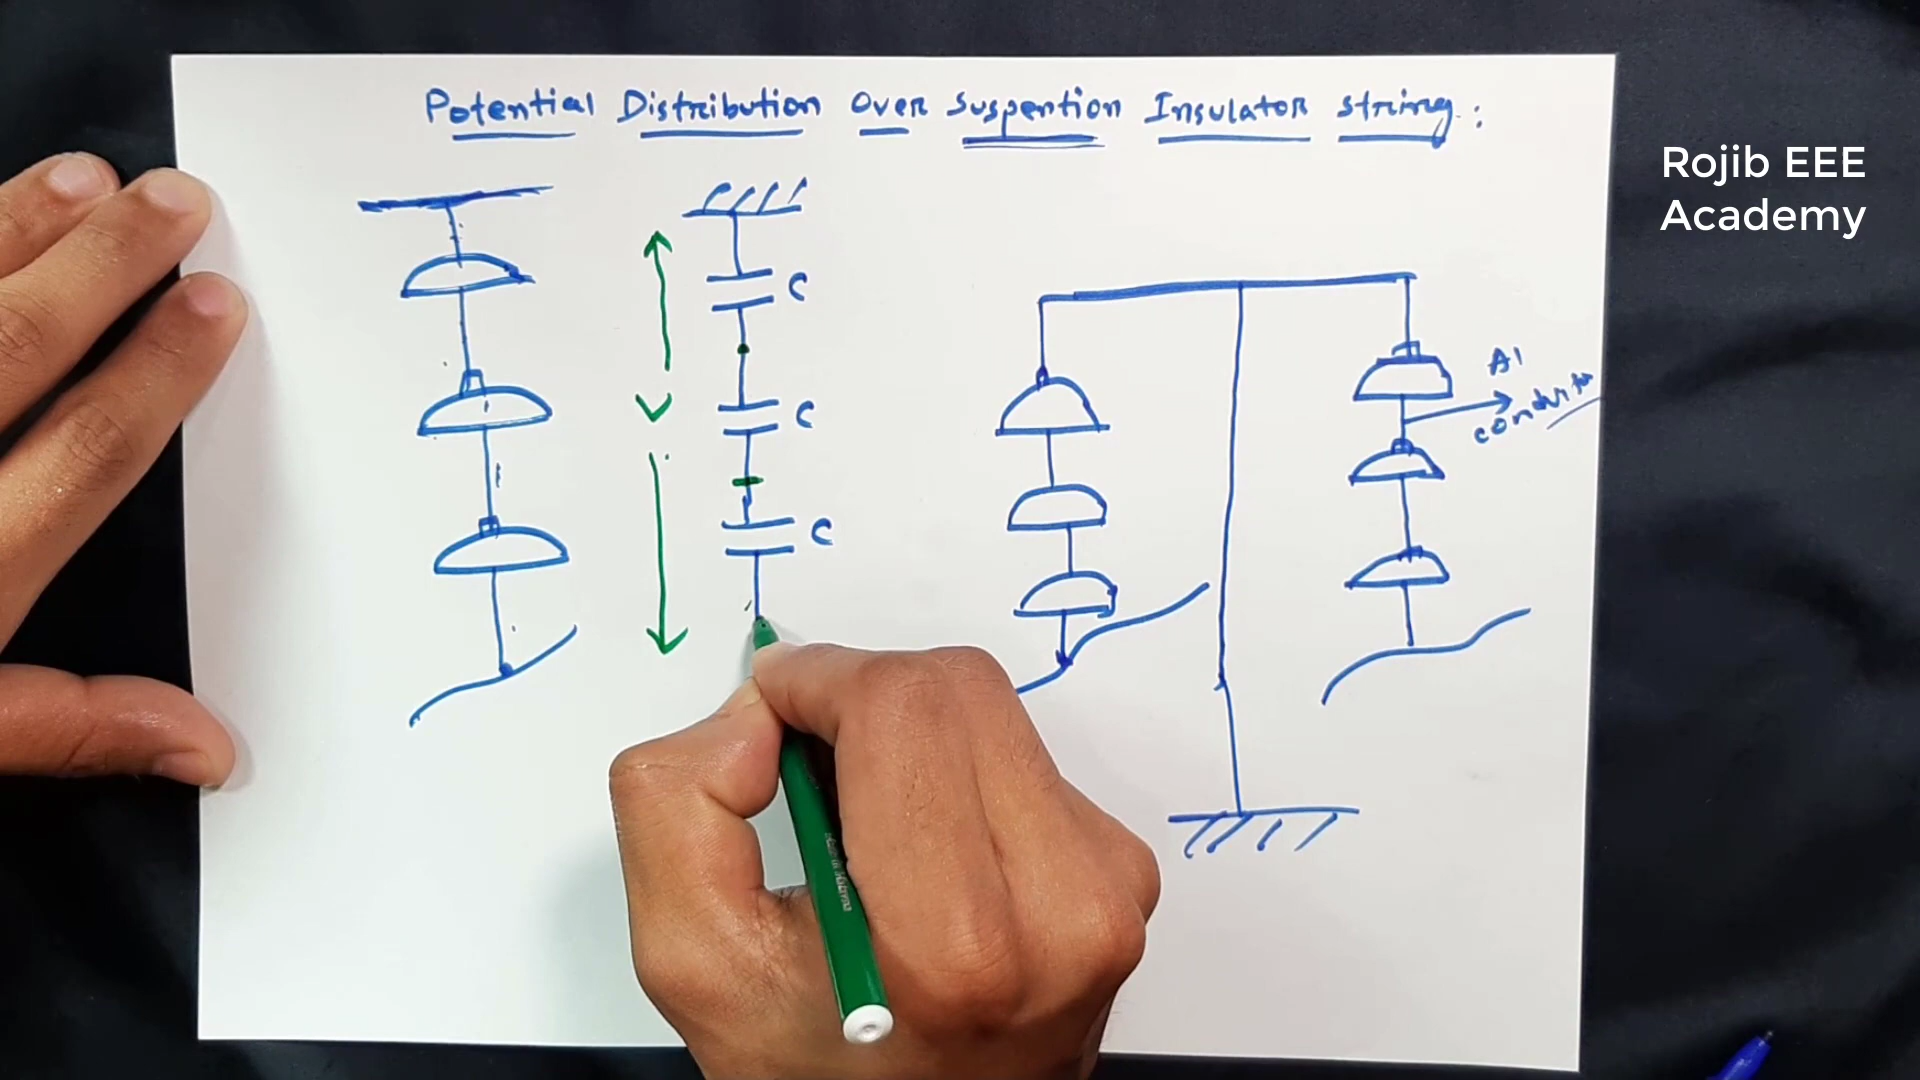 Potential Distribution Over Suspention Insulator string:
Rojib EEE
Academy
C
C
C
Al
conductor